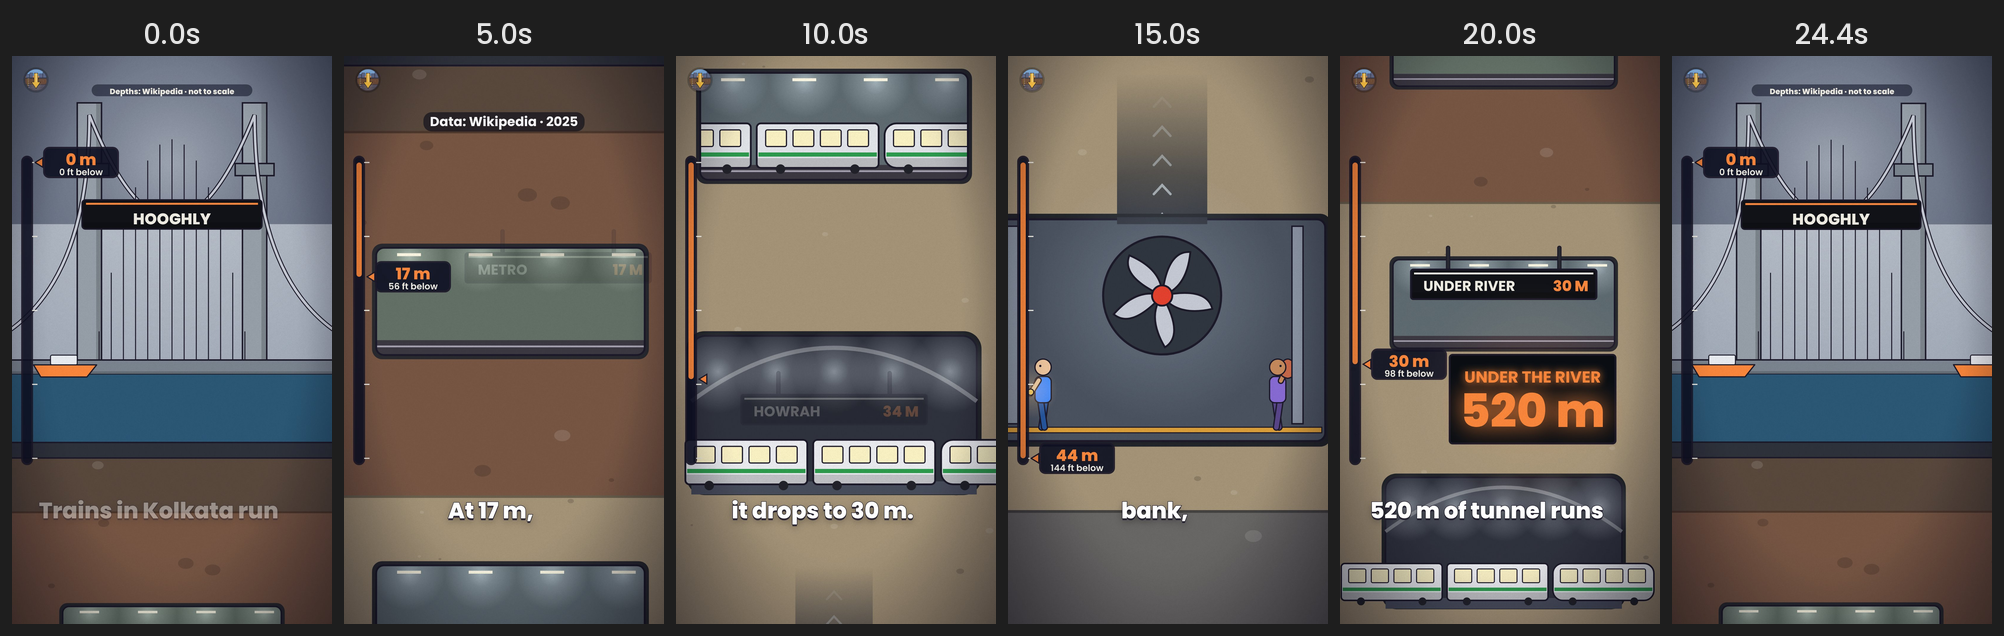 0.0s
Depths: Wikipedia · not to scale
0 m
0 ft below
HOOGHLY
Trains in Kolkata run
5.0s
Data: Wikipedia · 2025
METRO 17 M
17 m
56 ft below
At 17 m,
10.0s
HOWRAH 34 M
it drops to 30 m.
15.0s
44 m
144 ft below
bank,
20.0s
UNDER RIVER 30 M
30 m
98 ft below
UNDER THE RIVER
520 m
520 m of tunnel runs
24.4s
Depths: Wikipedia · not to scale
0 m
0 ft below
HOOGHLY